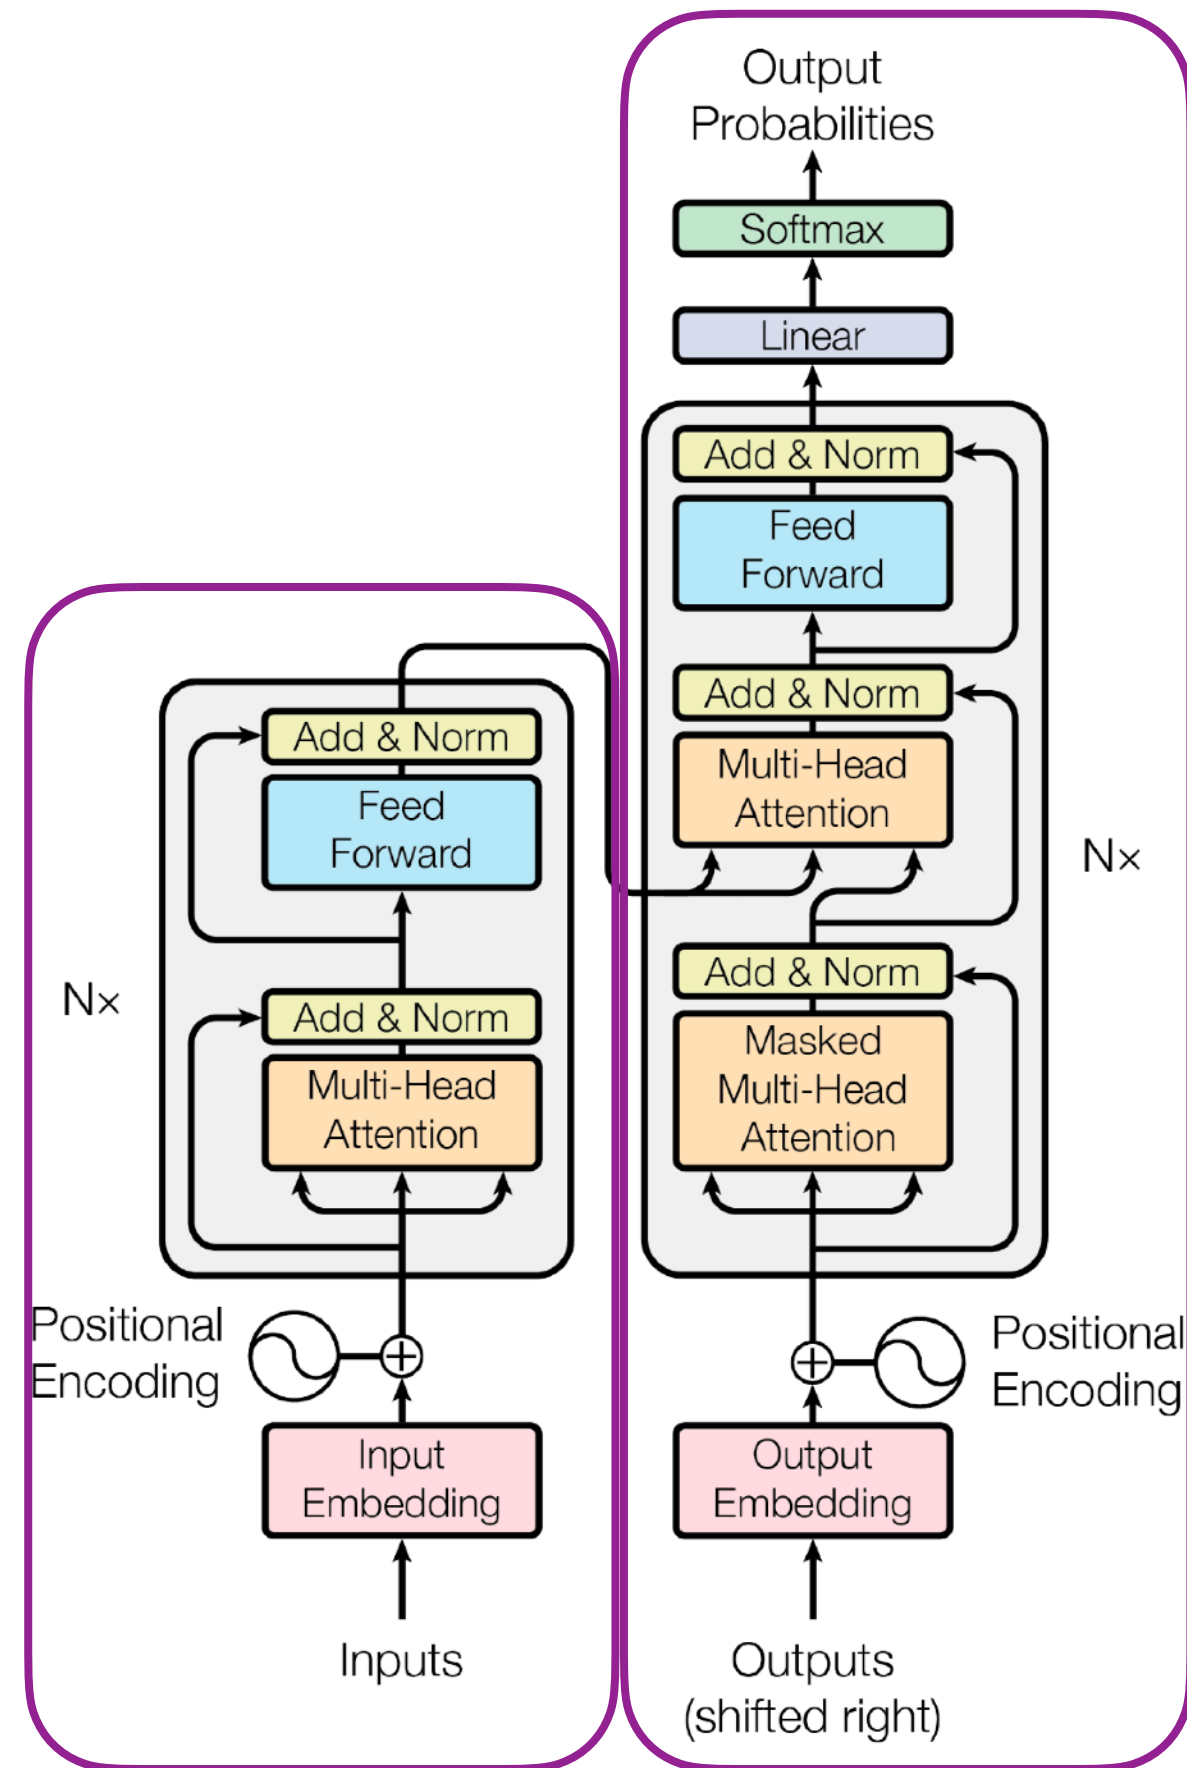 Output
Probabilities
Softmax
Linear
Add & Norm
Feed
Forward
Add & Norm
Multi-Head
Attention
Nx
Add & Norm
Masked
Multi-Head
Attention
Positional
Encoding
Output
Embedding
Outputs
(shifted right)
Add & Norm
Feed
Forward
Nx
Add & Norm
Multi-Head
Attention
Positional
Encoding
Input
Embedding
Inputs